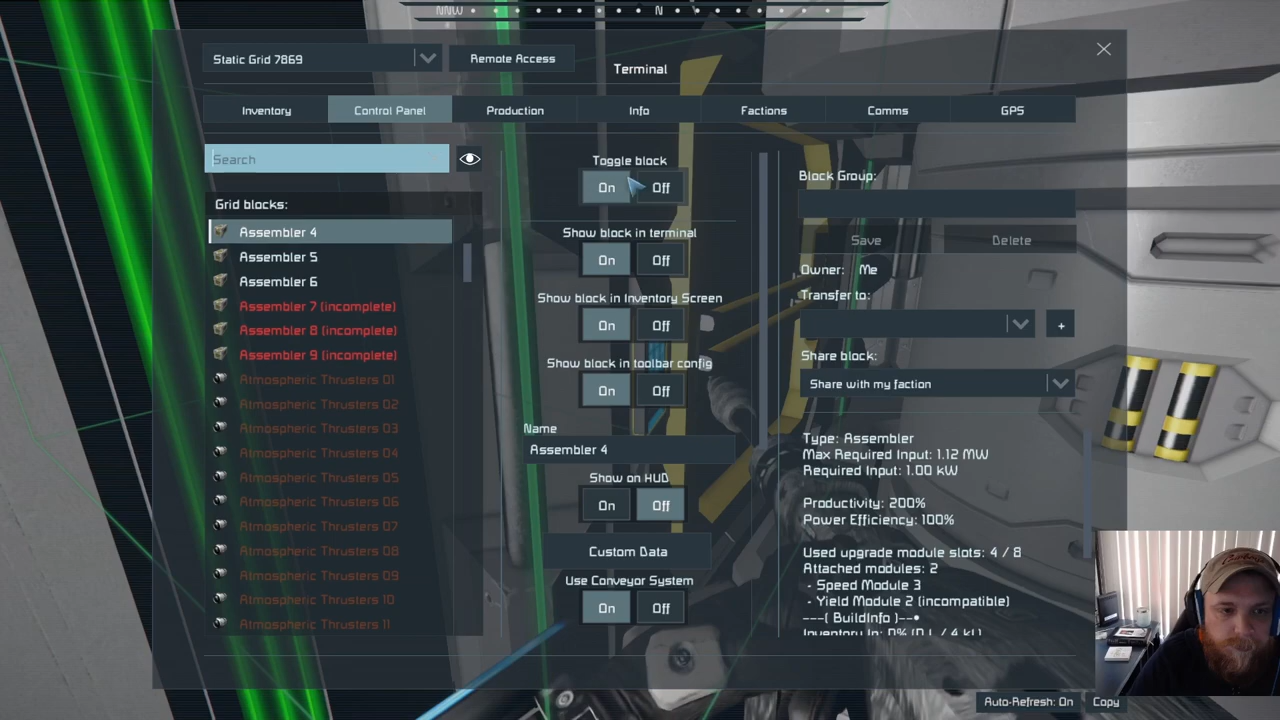 NNW N
Static Grid 7869
Remote Access
Terminal
Inventory
Control Panel
Production
Info
Factions
Comms
GPS
Search
Grid blocks:
Assembler 4
Assembler 5
Assembler 6
Assembler 7 (incomplete)
Assembler 8 (incomplete)
Assembler 9 (incomplete)
Atmospheric Thrusters 01
Atmospheric Thrusters 02
Atmospheric Thrusters 03
Atmospheric Thrusters 04
Atmospheric Thrusters 05
Atmospheric Thrusters 06
Atmospheric Thrusters 07
Atmospheric Thrusters 08
Atmospheric Thrusters 09
Atmospheric Thrusters 10
Atmospheric Thrusters 11
Toggle block
On Off
Show block in terminal
On Off
Show block in Inventory Screen
On Off
Show block in toolbar config
On Off
Name
Assembler 4
Show on HUD
On Off
Custom Data
Use Conveyor System
On Off
Block Group:
Save Delete
Owner: Me
Transfer to:
+
Share block:
Share with my faction
Type: Assembler
Max Required Input: 1.12 MW
Required Input: 1.00 kW
Productivity: 200%
Power Efficiency: 100%
Used upgrade module slots: 4 / 8
Attached modules: 2
- Speed Module 3
- Yield Module 2 (incompatible)
---( BuildInfo )--•
Inventory In: 0% (0 L / 4 kL)
Auto-Refresh: On Copy